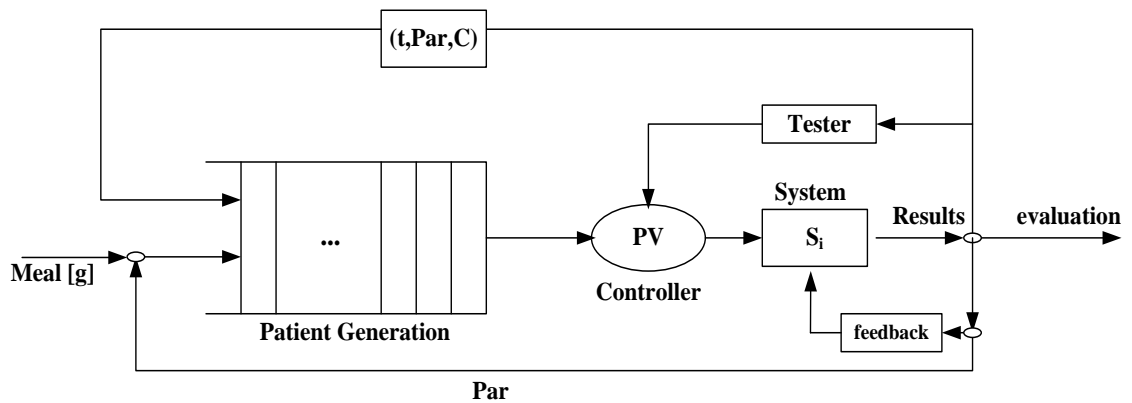 (t,Par,C)
Tester
System
Results
evaluation
...
PV
Sᵢ
Meal [g]
Controller
Patient Generation
feedback
Par